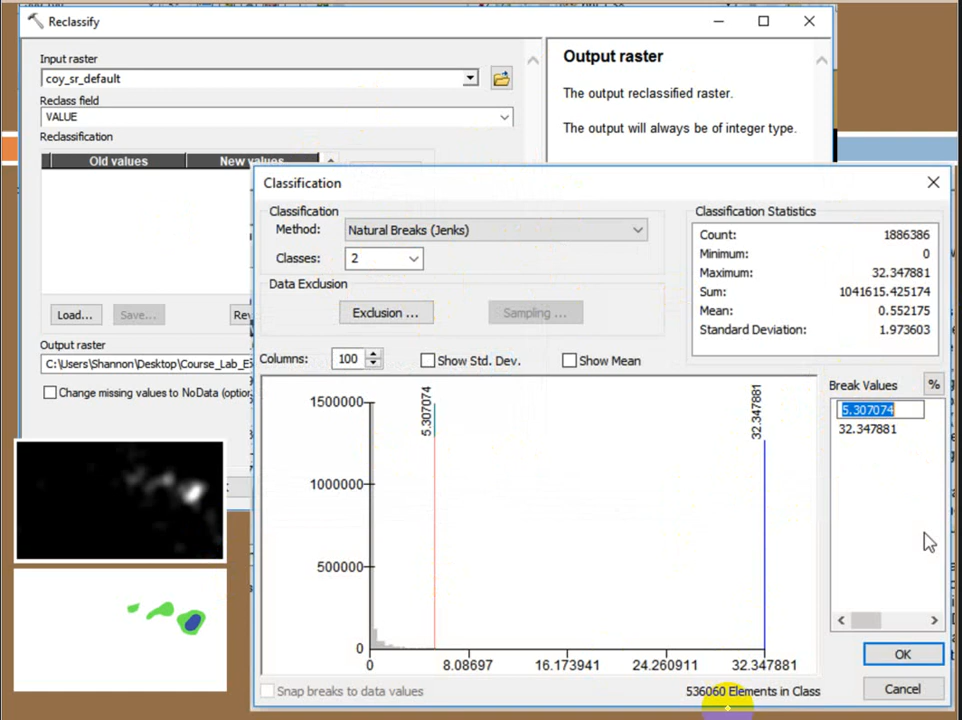 Reclassify
Input raster
coy_sr_default
Reclass field
VALUE
Reclassification
Old values New values
Load... Save... Rev
Output raster
C:\Users\Shannon\Desktop\Course_Lab_E
Change missing values to NoData (option
Output raster
The output reclassified raster.
The output will always be of integer type.
Classification
Classification
Method: Natural Breaks (Jenks)
Classes: 2
Data Exclusion
Exclusion ... Sampling ...
Columns: 100 Show Std. Dev. Show Mean
Classification Statistics
Count: 1886386
Minimum: 0
Maximum: 32.347881
Sum: 1041615.425174
Mean: 0.552175
Standard Deviation: 1.973603
Break Values %
5.307074
32.347881
1500000
1000000
500000
0
5.307074
32.347881
0 8.08697 16.173941 24.260911 32.347881
Snap breaks to data values
536060 Elements in Class
OK
Cancel